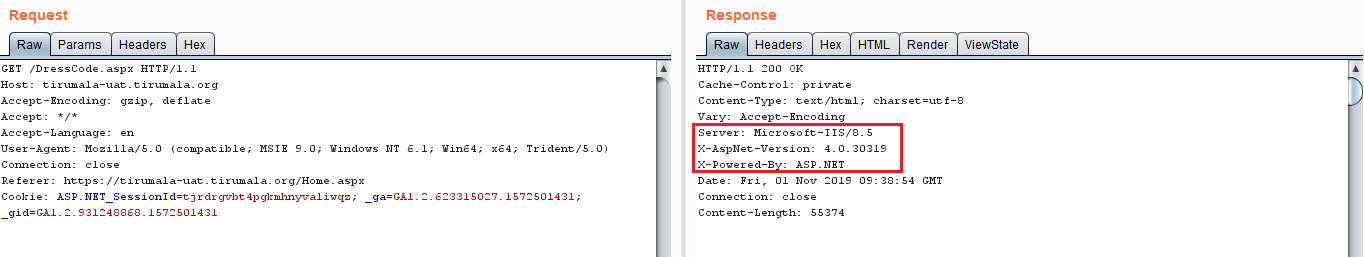 Request
Raw Params Headers Hex
GET /DressCode.aspx HTTP/1.1
Host: tirumala-uat.tirumala.org
Accept-Encoding: gzip, deflate
Accept: */*
Accept-Language: en
User-Agent: Mozilla/5.0 (compatible; MSIE 9.0; Windows NT 6.1; Win64; x64; Trident/5.0)
Connection: close
Referer: https://tirumala-uat.tirumala.org/Home.aspx
Cookie: ASP.NET_SessionId=tjrdrgvbt4pgkmhnyvaliwqz; _ga=GA1.2.623315027.1572501431;
_gid=GA1.2.931248868.1572501431
Response
Raw Headers Hex HTML Render ViewState
HTTP/1.1 200 OK
Cache-Control: private
Content-Type: text/html; charset=utf-8
Vary: Accept-Encoding
Server: Microsoft-IIS/8.5
X-AspNet-Version: 4.0.30319
X-Powered-By: ASP.NET
Date: Fri, 01 Nov 2019 09:38:54 GMT
Connection: close
Content-Length: 55374